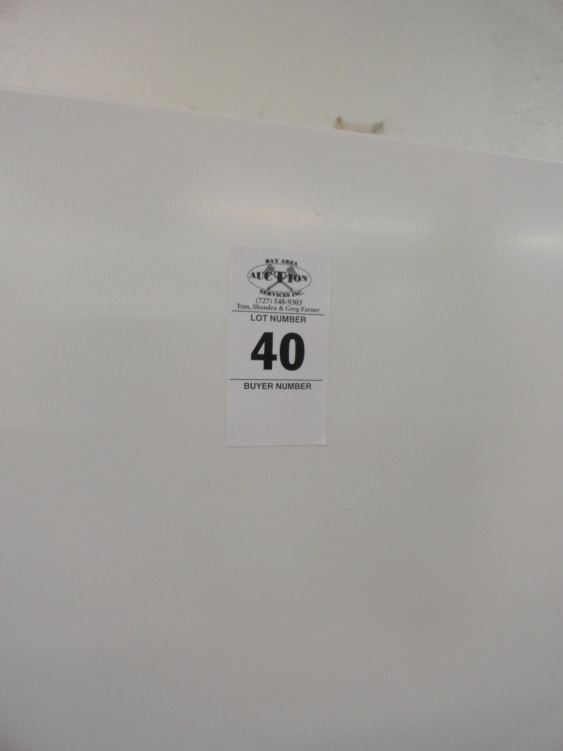 BAY AREA
AUCTION
SERVICES INC.
(727) 548-9303
Tom, Shondra & Greg Farner
LOT NUMBER
40
BUYER NUMBER